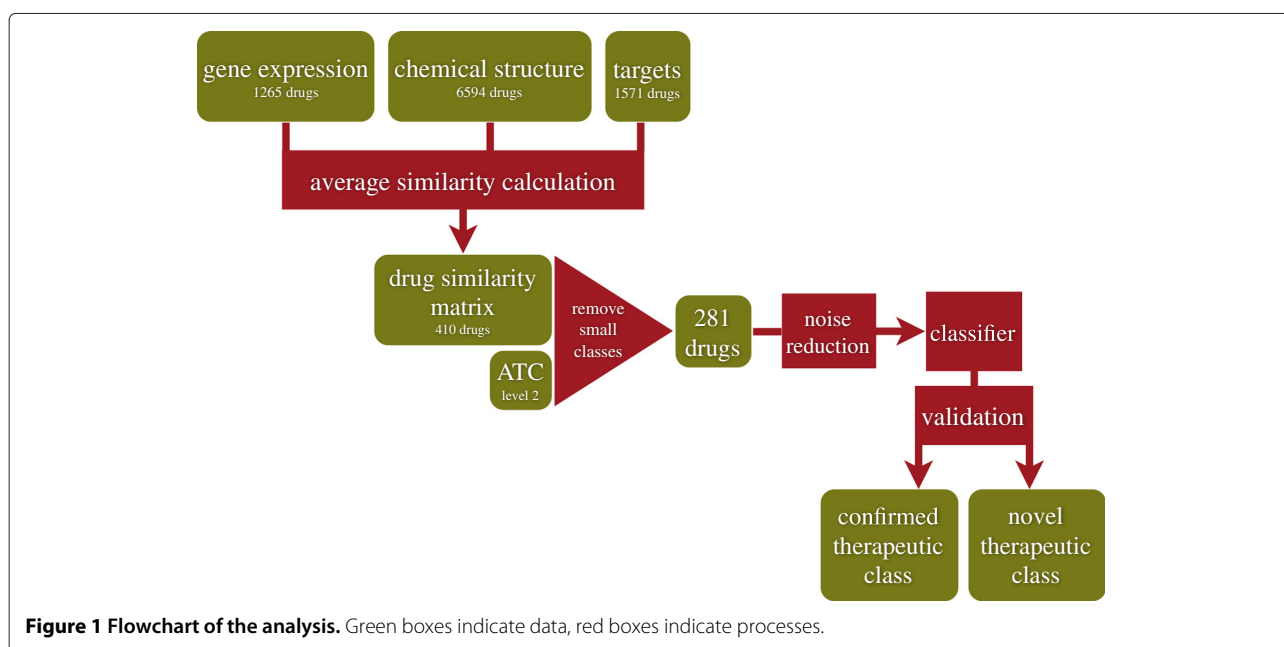 gene expression
1265 drugs
chemical structure
6594 drugs
targets
1571 drugs
average similarity calculation
drug similarity
matrix
410 drugs
ATC
level 2
remove
small
classes
281
drugs
noise
reduction
classifier
validation
confirmed
therapeutic
class
novel
therapeutic
class
Figure 1 Flowchart of the analysis. Green boxes indicate data, red boxes indicate processes.